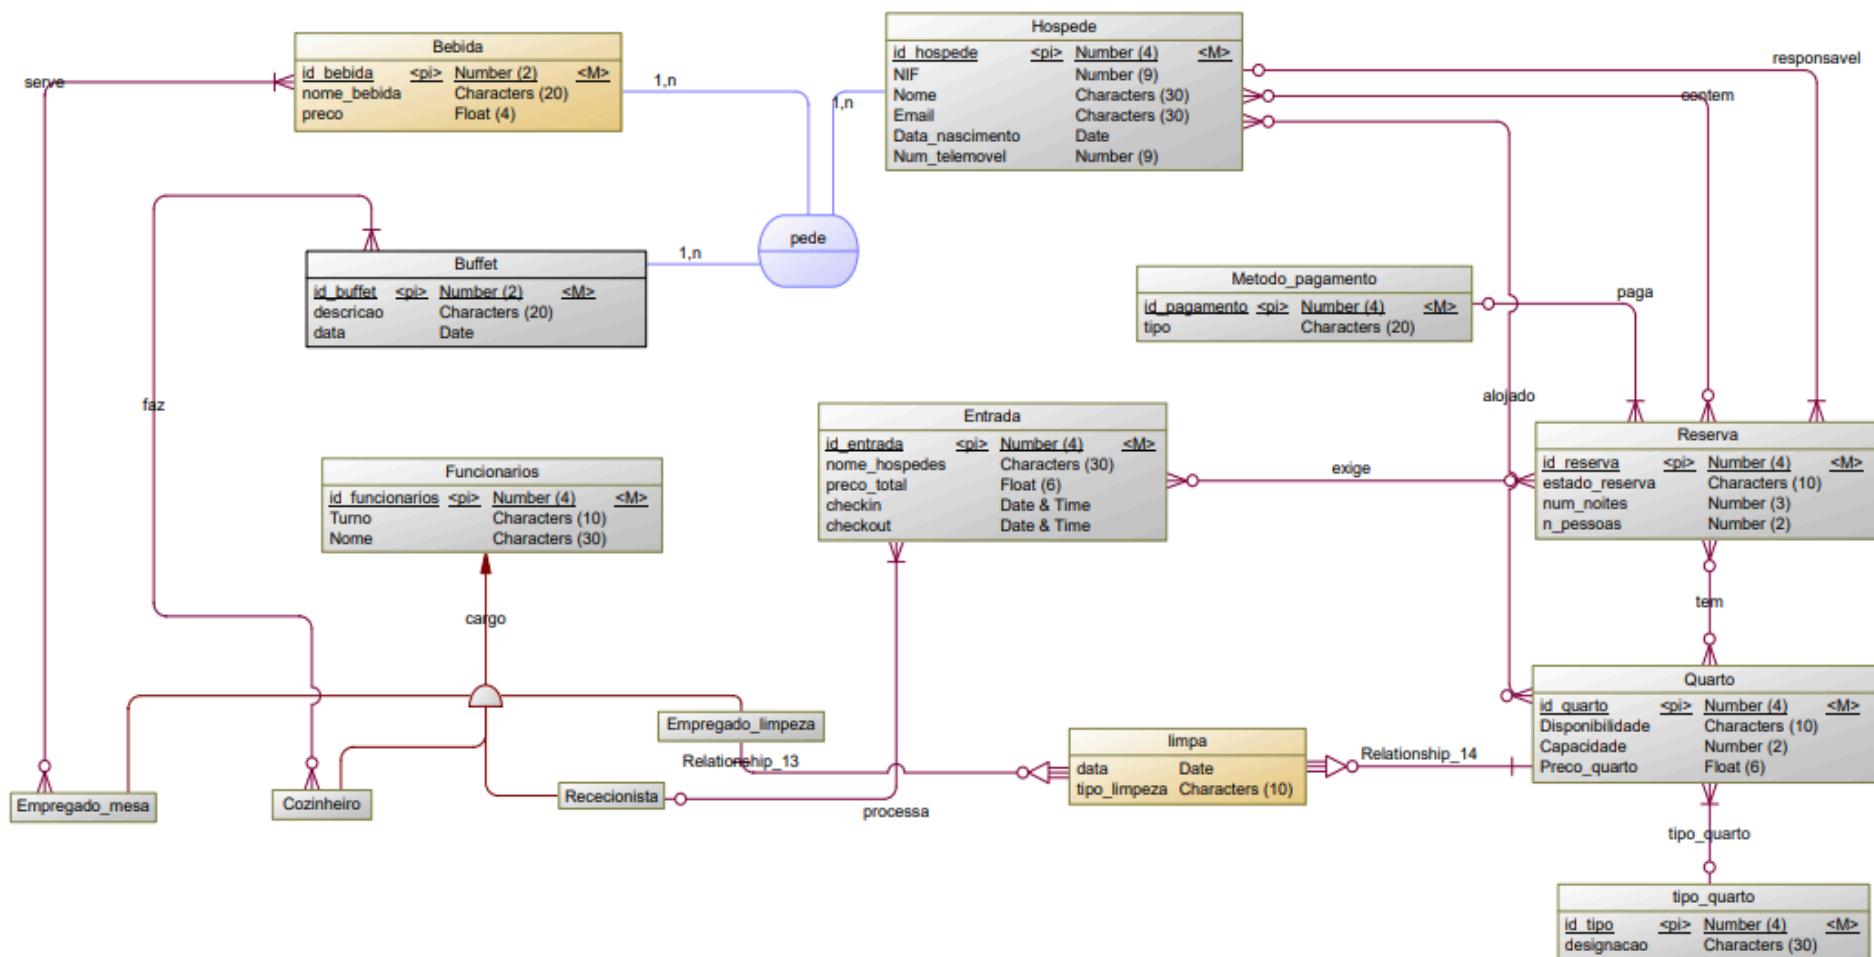 Hospede
id_hospede <pi> Number (4) <M>
NIF Number (9)
Nome Characters (30)
Email Characters (30)
Data_nascimento Date
Num_telemovel Number (9)
Bebida
id_bebida <pi> Number (2) <M>
nome_bebida Characters (20)
preco Float (4)
serve
1,n
1,n
responsavel
contem
pede
1,n
Buffet
id_buffet <pi> Number (2) <M>
descricao Characters (20)
data Date
Metodo_pagamento
id_pagamento <pi> Number (4) <M>
tipo Characters (20)
paga
faz
alojado
Entrada
id_entrada <pi> Number (4) <M>
nome_hospedes Characters (30)
preco_total Float (6)
checkin Date & Time
checkout Date & Time
exige
Reserva
id_reserva <pi> Number (4) <M>
estado_reserva Characters (10)
num_noites Number (3)
n_pessoas Number (2)
Funcionarios
id_funcionarios <pi> Number (4) <M>
Turno Characters (10)
Nome Characters (30)
cargo
tem
Quarto
id_quarto <pi> Number (4) <M>
Disponibilidade Characters (10)
Capacidade Number (2)
Preco_quarto Float (6)
Empregado_limpeza
Relationship_13
limpa
data Date
tipo_limpeza Characters (10)
Relationship_14
Empregado_mesa
Cozinheiro
Rececionista
processa
tipo_quarto
tipo_quarto
id_tipo <pi> Number (4) <M>
designacao Characters (30)